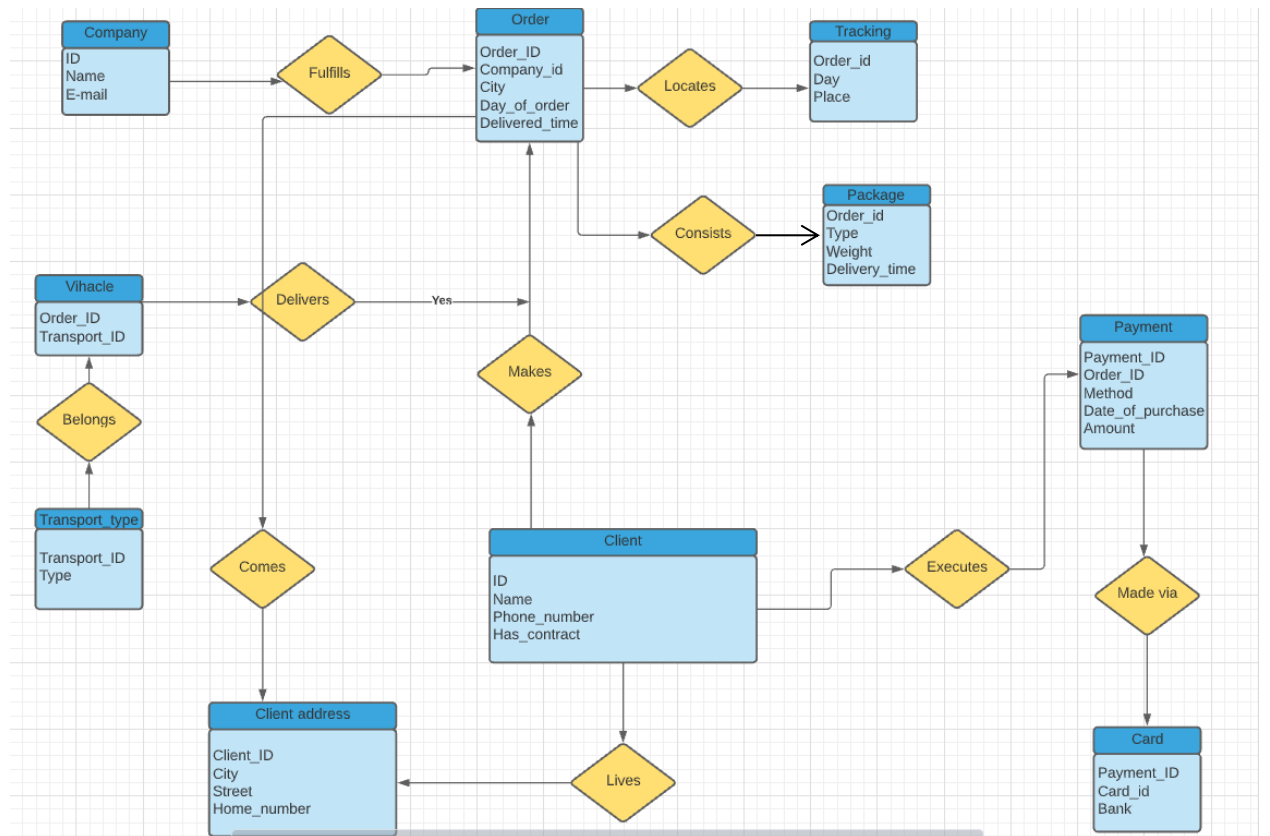 Company
ID
Name
E-mail
Fulfills
Order
Order_ID
Company_id
City
Day_of_order
Delivered_time
Locates
Tracking
Order_id
Day
Place
Consists
Package
Order_id
Type
Weight
Delivery_time
Vihacle
Order_ID
Transport_ID
Delivers
Yes
Makes
Payment
Payment_ID
Order_ID
Method
Date_of_purchase
Amount
Belongs
Transport_type
Transport_ID
Type
Comes
Client
ID
Name
Phone_number
Has_contract
Executes
Made via
Client address
Client_ID
City
Street
Home_number
Lives
Card
Payment_ID
Card_id
Bank